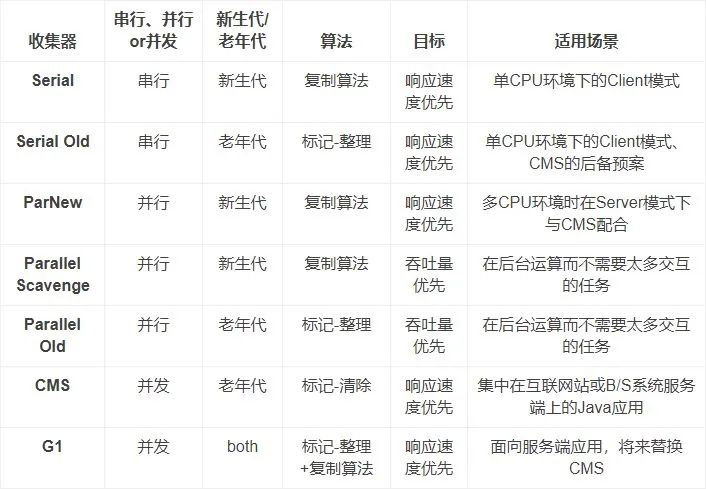 收集器 串行、并行or并发 新生代/老年代 算法 目标 适用场景
Serial 串行 新生代 复制算法 响应速度优先 单CPU环境下的Client模式
Serial Old 串行 老年代 标记-整理 响应速度优先 单CPU环境下的Client模式、CMS的后备预案
ParNew 并行 新生代 复制算法 响应速度优先 多CPU环境时在Server模式下与CMS配合
Parallel Scavenge 并行 新生代 复制算法 吞吐量优先 在后台运算而不需要太多交互的任务
Parallel Old 并行 老年代 标记-整理 吞吐量优先 在后台运算而不需要太多交互的任务
CMS 并发 老年代 标记-清除 响应速度优先 集中在互联网站或B/S系统服务端上的Java应用
G1 并发 both 标记-整理+复制算法 响应速度优先 面向服务端应用，将来替换CMS